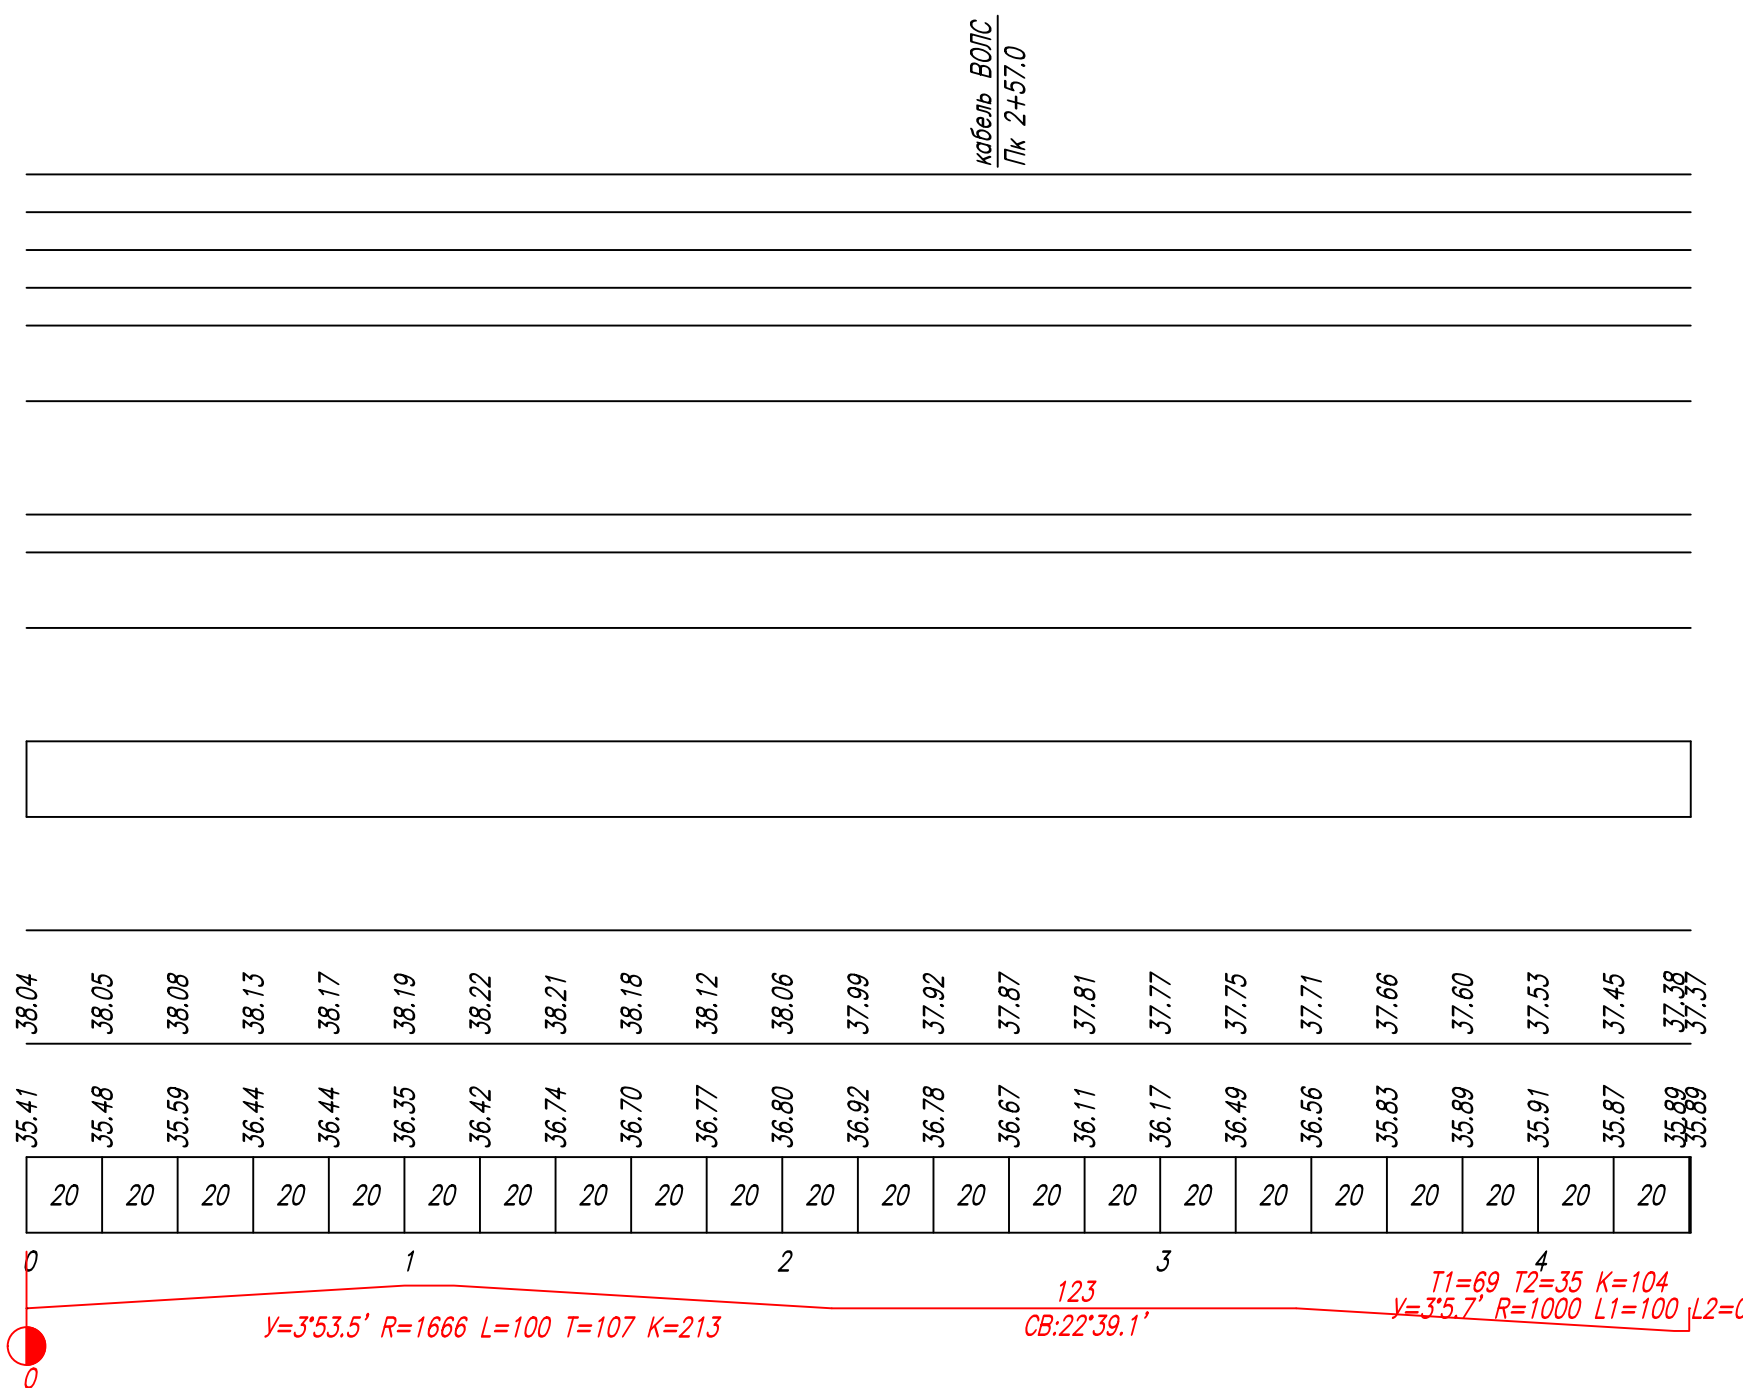 кабель ВОЛС
Пк 2+57.0
38.04 38.05 38.08 38.13 38.17 38.19 38.22 38.21 38.18 38.12 38.06 37.99 37.92 37.87 37.81 37.77 37.75 37.71 37.66 37.60 37.53 37.45 37.38 37.37
35.41 35.48 35.59 36.44 36.44 36.35 36.42 36.74 36.70 36.77 36.80 36.92 36.78 36.67 36.11 36.17 36.49 36.56 35.83 35.89 35.91 35.87 35.89 35.89
20 20 20 20 20 20 20 20 20 20 20 20 20 20 20 20 20 20 20 20 20 20
0 1 2 3 4
У=3°53.5' R=1666 L=100 T=107 K=213
123
СВ:22°39.1'
T1=69 T2=35 K=104
У=3°5.7' R=1000 L1=100 L2=0
0